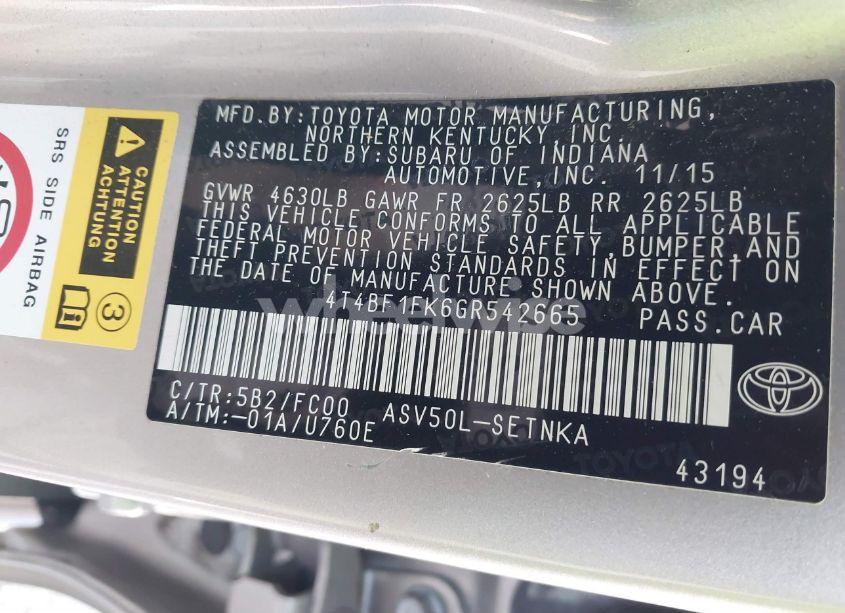 MFD.BY:TOYOTA MOTOR MANUFACTURING,
NORTHERN KENTUCKY, INC.
ASSEMBLED BY:SUBARU OF INDIANA
AUTOMOTIVE,INC. 11/15
GVWR 4630LB GAWR FR 2625LB RR 2625LB
THIS VEHICLE CONFORMS TO ALL APPLICABLE
FEDERAL MOTOR VEHICLE SAFETY,BUMPER,AND
THEFT PREVENTION STANDARDS IN EFFECT ON
THE DATE OF MANUFACTURE SHOWN ABOVE.
4T4BF1FK6GR542665 PASS.CAR
C/TR:5B2/FC00 ASV50L-SETNKA
A/TM:-01A/U760E
43194
SRS SIDE AIRBAG
CAUTION
ATTENTION
ACHTUNG
3
wheelwise
TOYOTA